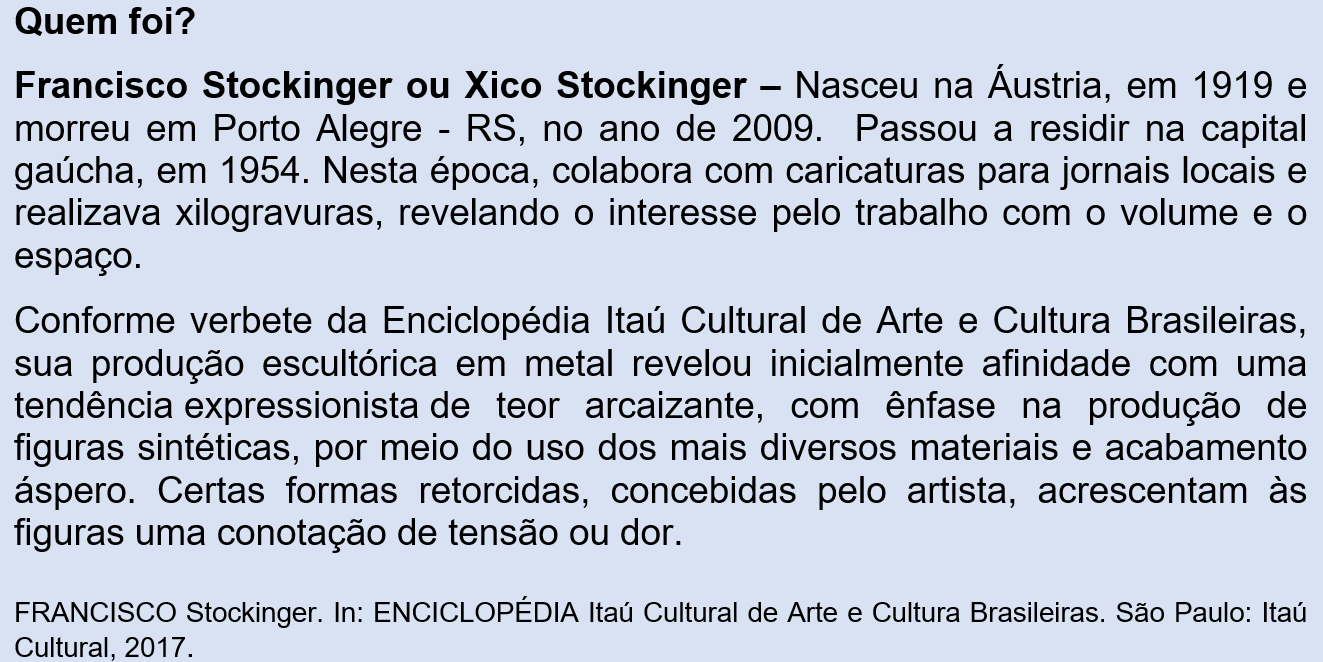 Quem foi?
Francisco Stockinger ou Xico Stockinger – Nasceu na Áustria, em 1919 e
morreu em Porto Alegre - RS, no ano de 2009.  Passou a residir na capital
gaúcha, em 1954. Nesta época, colabora com caricaturas para jornais locais e
realizava xilogravuras, revelando o interesse pelo trabalho com o volume e o
espaço.
Conforme verbete da Enciclopédia Itaú Cultural de Arte e Cultura Brasileiras,
sua produção escultórica em metal revelou inicialmente afinidade com uma
tendência expressionista de teor arcaizante, com ênfase na produção de
figuras sintéticas, por meio do uso dos mais diversos materiais e acabamento
áspero. Certas formas retorcidas, concebidas pelo artista, acrescentam às
figuras uma conotação de tensão ou dor.
FRANCISCO Stockinger. In: ENCICLOPÉDIA Itaú Cultural de Arte e Cultura Brasileiras. São Paulo: Itaú
Cultural, 2017.